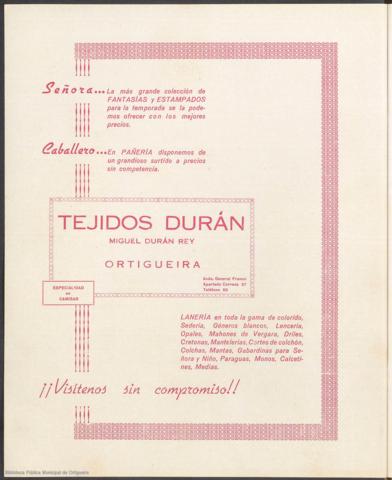 Señora... La más grande colección de
FANTASÍAS y ESTAMPADOS
para la temporada se la pode-
mos ofrecer con los mejores
precios.
Caballero... En PAÑERÍA disponemos de
un grandioso surtido a precios
sin competencia.
TEJIDOS DURÁN
MIGUEL DURÁN REY
ORTIGUEIRA
Avda. General Franco
Apartado Correos 27
Teléfono 60
ESPECIALIDAD
EN
CAMISAS
LANERÍA en toda la gama de colorido,
Sedería, Géneros blancos, Lencería,
Opales, Mahones de Vergara, Driles,
Cretonas, Mantelerías, Cortes de colchón,
Colchas, Mantas, Gabardinas para Se-
ñora y Niño, Paraguas, Monos, Calceti-
nes, Medias.
¡¡Visítenos sin compromiso!!
Biblioteca Pública Municipal de Ortigueira